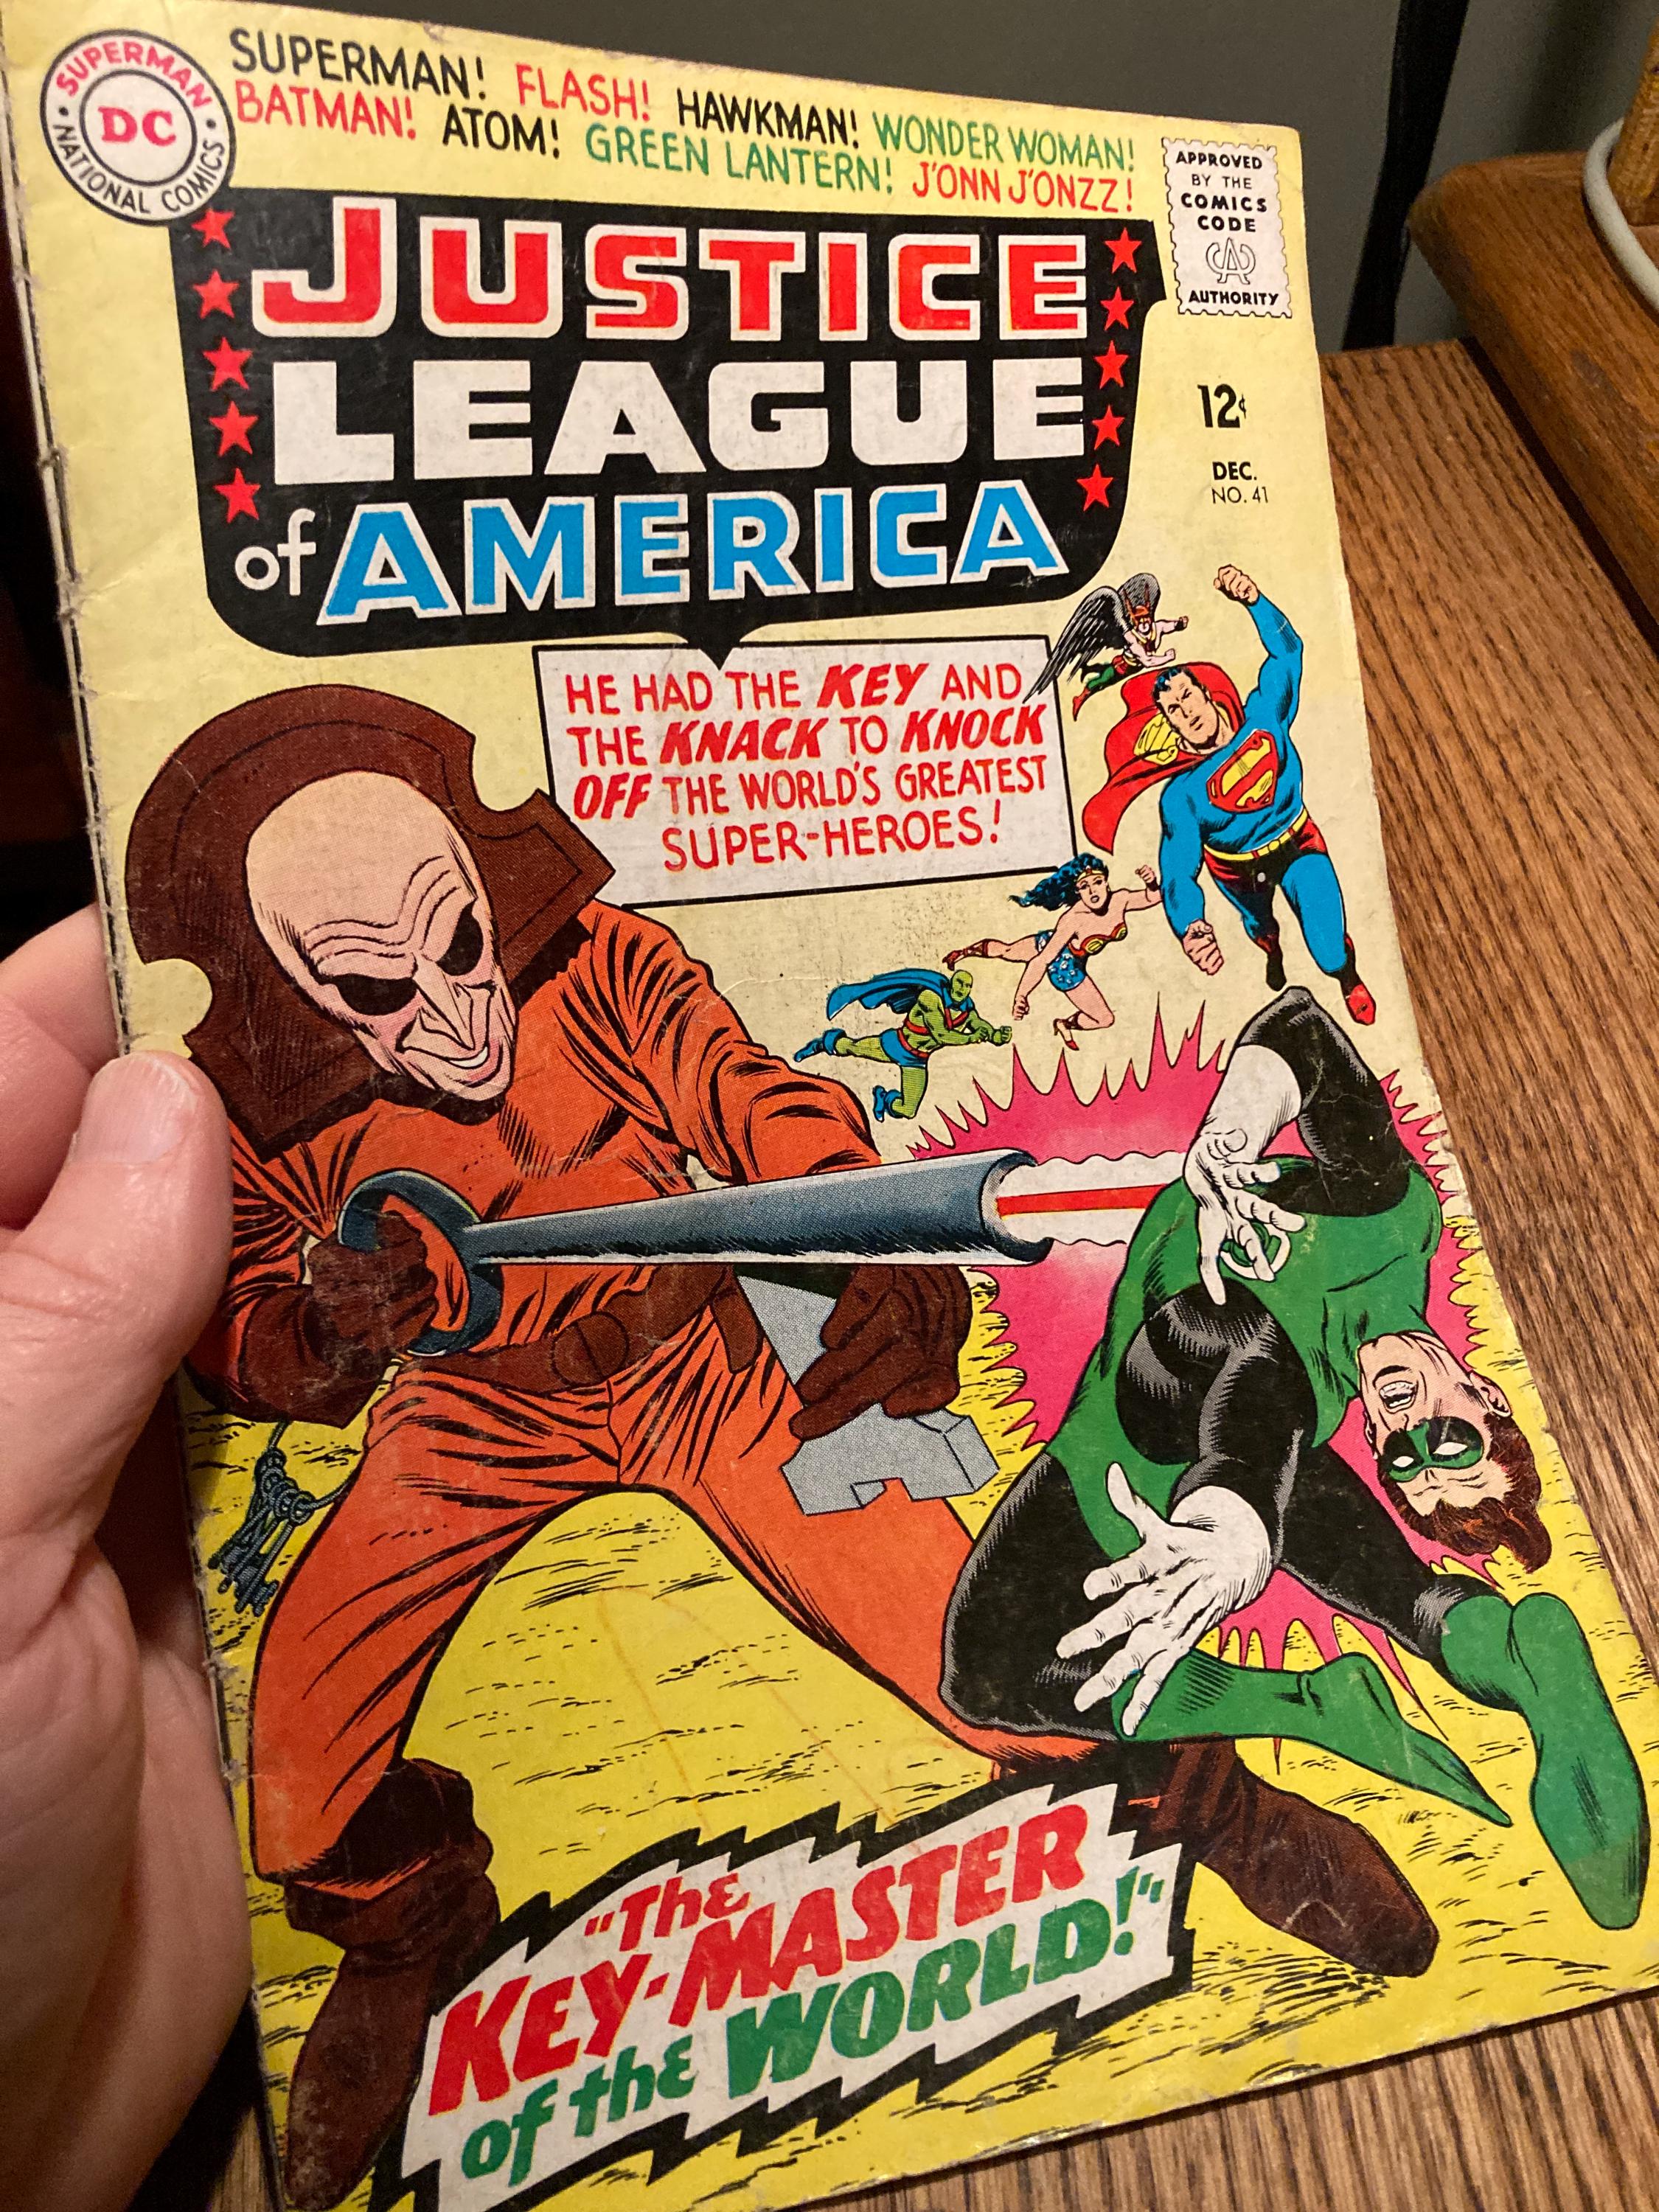 SUPERMAN
DC
NATIONAL COMICS
SUPERMAN! FLASH! HAWKMAN! WONDER WOMAN!
BATMAN! ATOM! GREEN LANTERN! J'ONN J'ONZZ!
APPROVED
BY THE
COMICS
CODE
CA
AUTHORITY
JUSTICE
LEAGUE
of AMERICA
12¢
DEC.
NO. 41
HE HAD THE KEY AND
THE KNACK TO KNOCK
OFF THE WORLD'S GREATEST
SUPER-HEROES!
S
"The
KEY-MASTER
of the WORLD!"